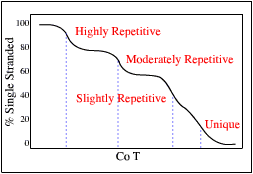 100
80
60
40
20
0
% Single Stranded
Highly Repetitive
Moderately Repetitive
Slightly Repetitive
Unique
Co T